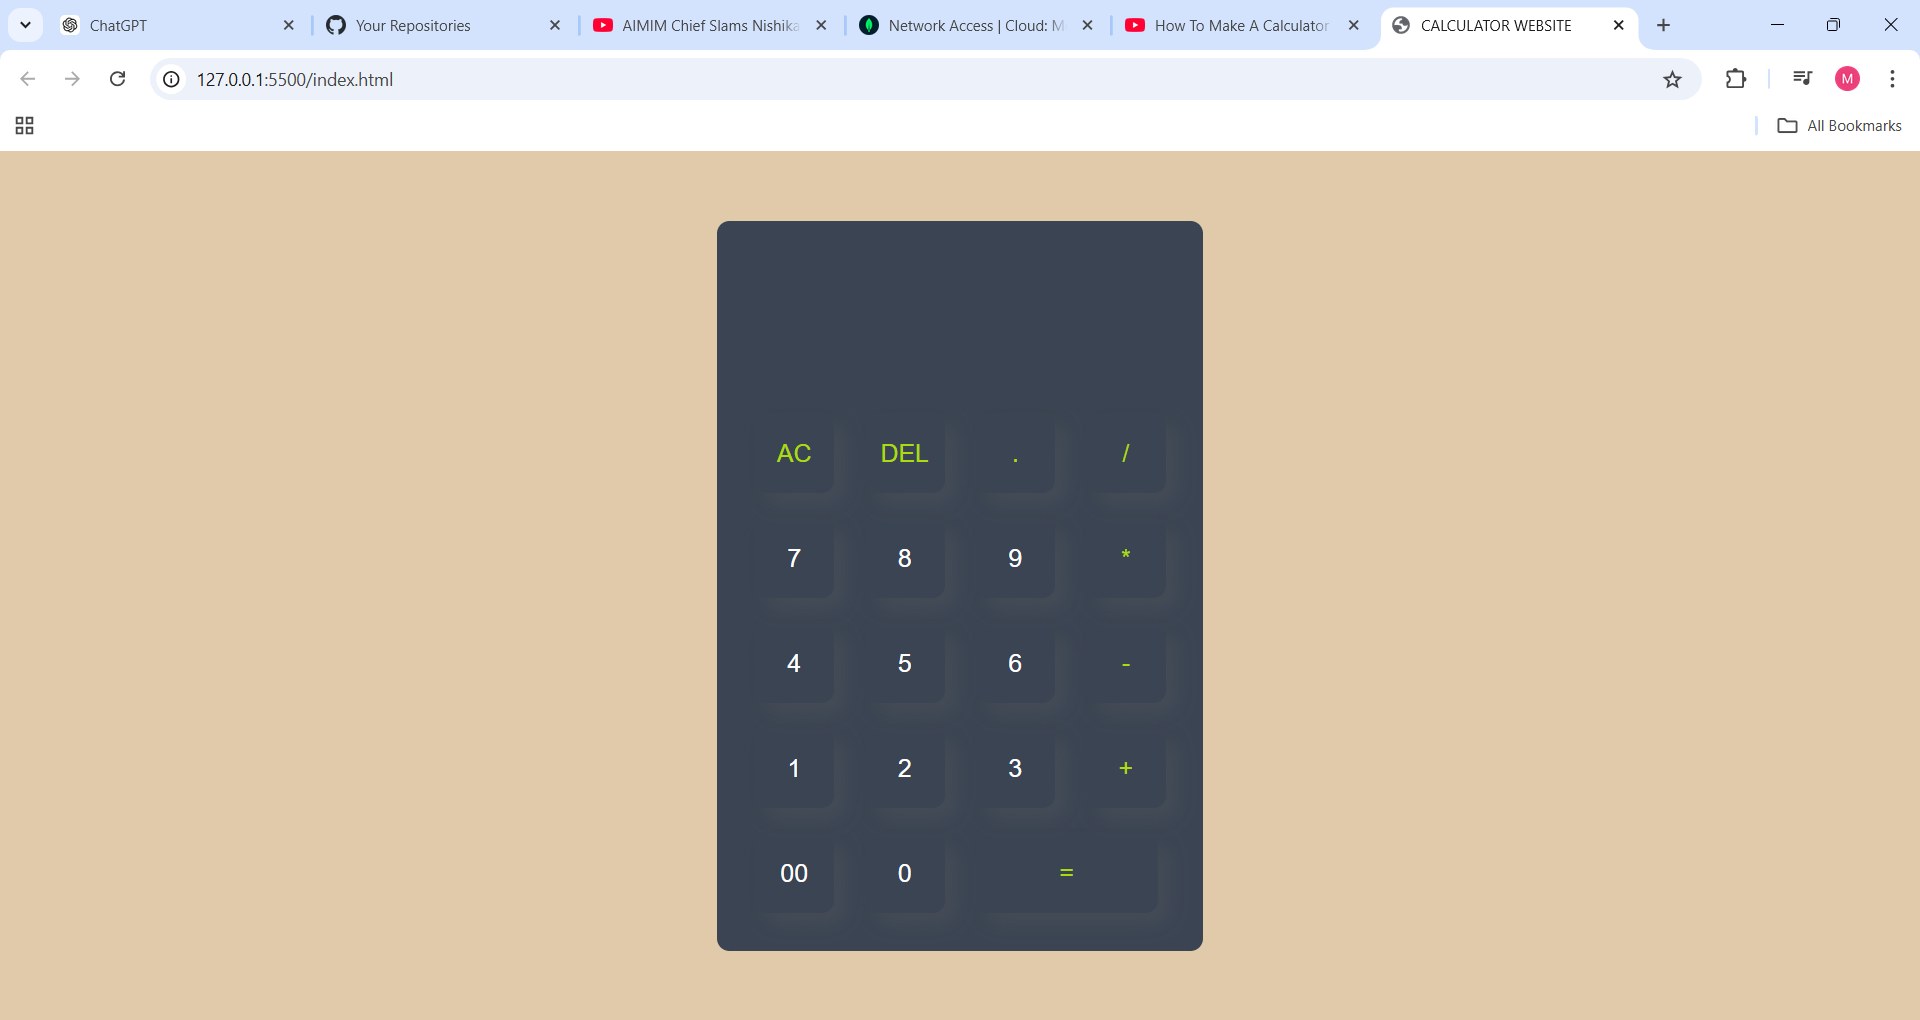 ChatGPT
Your Repositories
AIMIM Chief Slams Nishika
Network Access | Cloud: M
How To Make A Calculator
CALCULATOR WEBSITE
127.0.0.1:5500/index.html
M
All Bookmarks
AC DEL . /
7 8 9 *
4 5 6 -
1 2 3 +
00 0 =